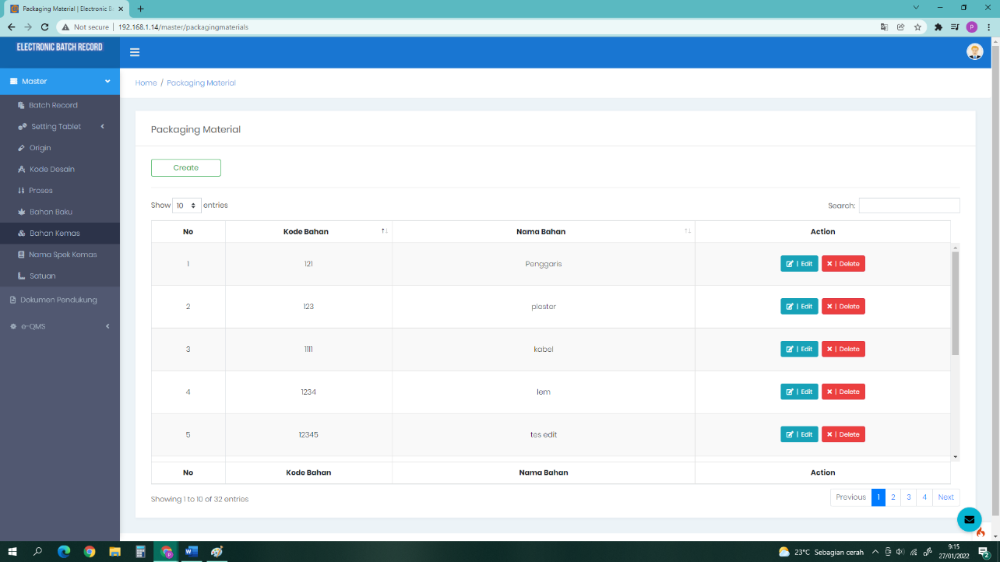 Packaging Material | Electronic B
Not secure | 192.168.1.14/master/packagingmaterials
P
ELECTRONIC BATCH RECORD
Master
Home / Packaging Material
Batch Record
Setting Tablet
Origin
Kode Desain
Proses
Bahan Baku
Bahan Kemas
Nama Spek Kemas
Satuan
Dokumen Pendukung
e-QMS
Packaging Material
Create
Show 10 entries
Search:
No Kode Bahan Nama Bahan Action
1 121 Penggaris | Edit | Delete
2 123 plester | Edit | Delete
3 1111 kabel | Edit | Delete
4 1234 lem | Edit | Delete
5 12345 tes edit | Edit | Delete
No Kode Bahan Nama Bahan Action
Showing 1 to 10 of 32 entries
Previous 1 2 3 4 Next
23°C Sebagian cerah
9:15
27/01/2022
2